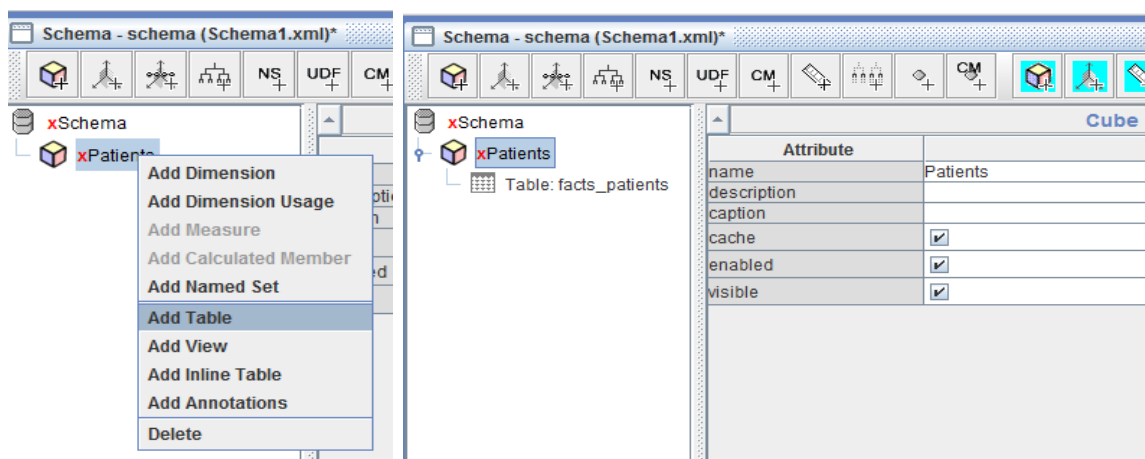 Schema - schema (Schema1.xml)*
NS UDF CM
xSchema
xPatients
Add Dimension
Add Dimension Usage
Add Measure
Add Calculated Member
Add Named Set
Add Table
Add View
Add Inline Table
Add Annotations
Delete
Schema - schema (Schema1.xml)*
NS UDF CM CM
xSchema
xPatients
Table: facts_patients
Cube
Attribute
name Patients
description
caption
cache
enabled
visible